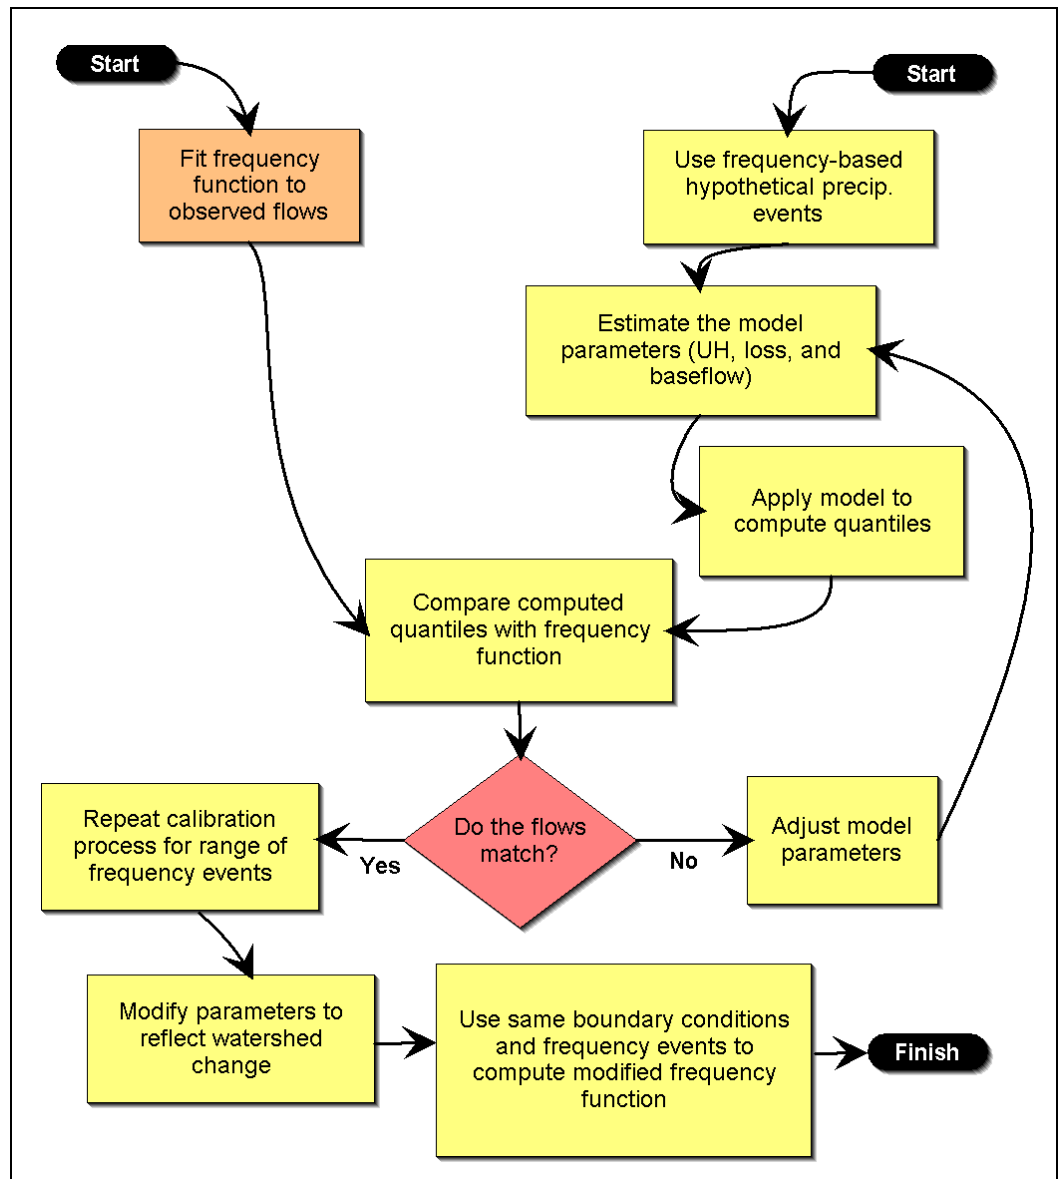 Start
Start
Fit frequency
function to
observed flows
Use frequency-based
hypothetical precip.
events
Estimate the model
parameters (UH, loss, and
baseflow)
Apply model to
compute quantiles
Compare computed
quantiles with frequency
function
Do the flows
match?
Yes
No
Adjust model
parameters
Repeat calibration
process for range of
frequency events
Modify parameters to
reflect watershed
change
Use same boundary conditions
and frequency events to
compute modified frequency
function
Finish